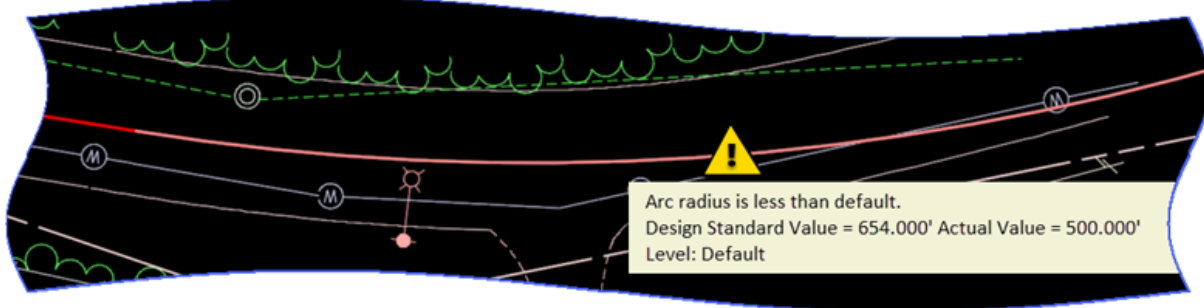 W
W
W
!
Arc radius is less than default.
Design Standard Value = 654.000' Actual Value = 500.000'
Level: Default